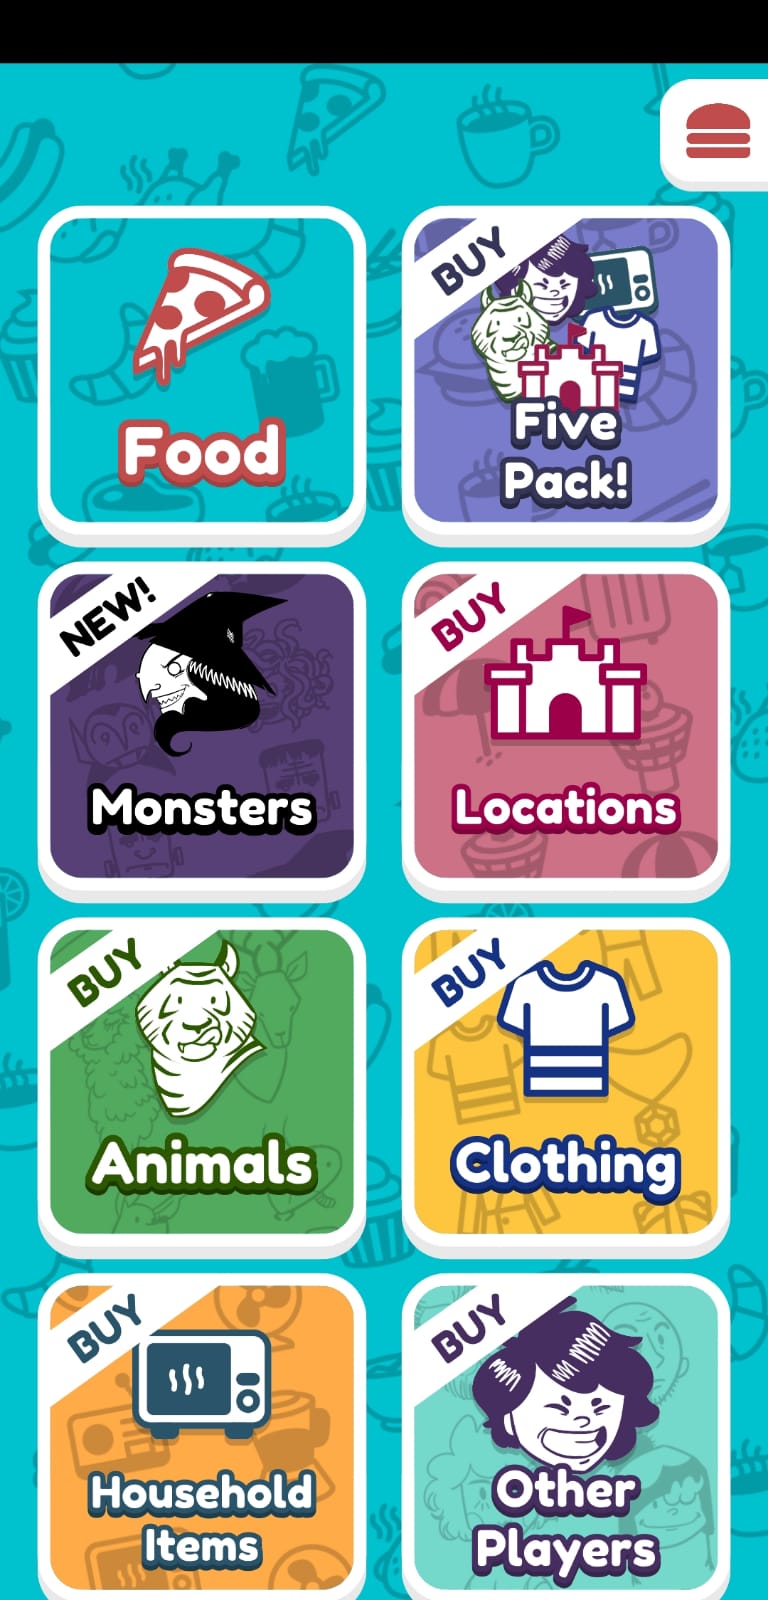 Food
BUY
Five
Pack!
NEW!
Monsters
BUY
Locations
BUY
Animals
BUY
Clothing
BUY
Household
Items
BUY
Other
Players